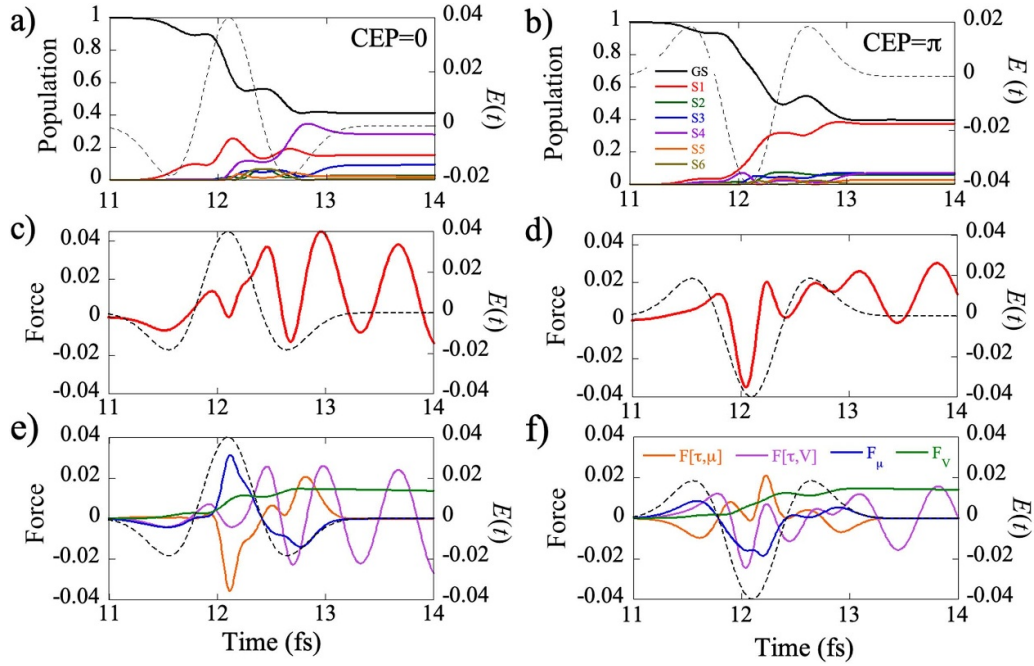 a)
CEP=0
Population
1
0.8
0.6
0.4
0.2
0
0.04
0.02
0
-0.02
E(t)
11
12
13
14
b)
CEP=π
Population
1
0.8
0.6
0.4
0.2
0
GS
S1
S2
S3
S4
S5
S6
0.02
0
-0.02
-0.04
E (t)
11
12
13
14
c)
Force
0.04
0.02
0
-0.02
-0.04
0.04
0.02
0
-0.02
-0.04
E(t)
11
12
13
14
d)
Force
0.04
0.02
0
-0.02
-0.04
0.04
0.02
0
-0.02
-0.04
E(t)
11
12
13
14
e)
Force
0.04
0.02
0
-0.02
-0.04
0.04
0.02
0
-0.02
-0.04
E(t)
11
12
13
14
Time (fs)
f)
F[τ,μ]
F[τ,V]
Fμ
FV
Force
0.04
0.02
0
-0.02
-0.04
0.04
0.02
0
-0.02
-0.04
E(t)
11
12
13
14
Time (fs)